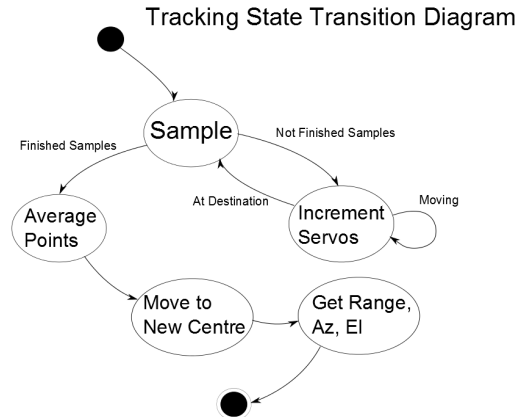 Tracking State Transition Diagram
Sample
Finished Samples
Not Finished Samples
At Destination
Moving
Average
Points
Increment
Servos
Move to
New Centre
Get Range,
Az, El